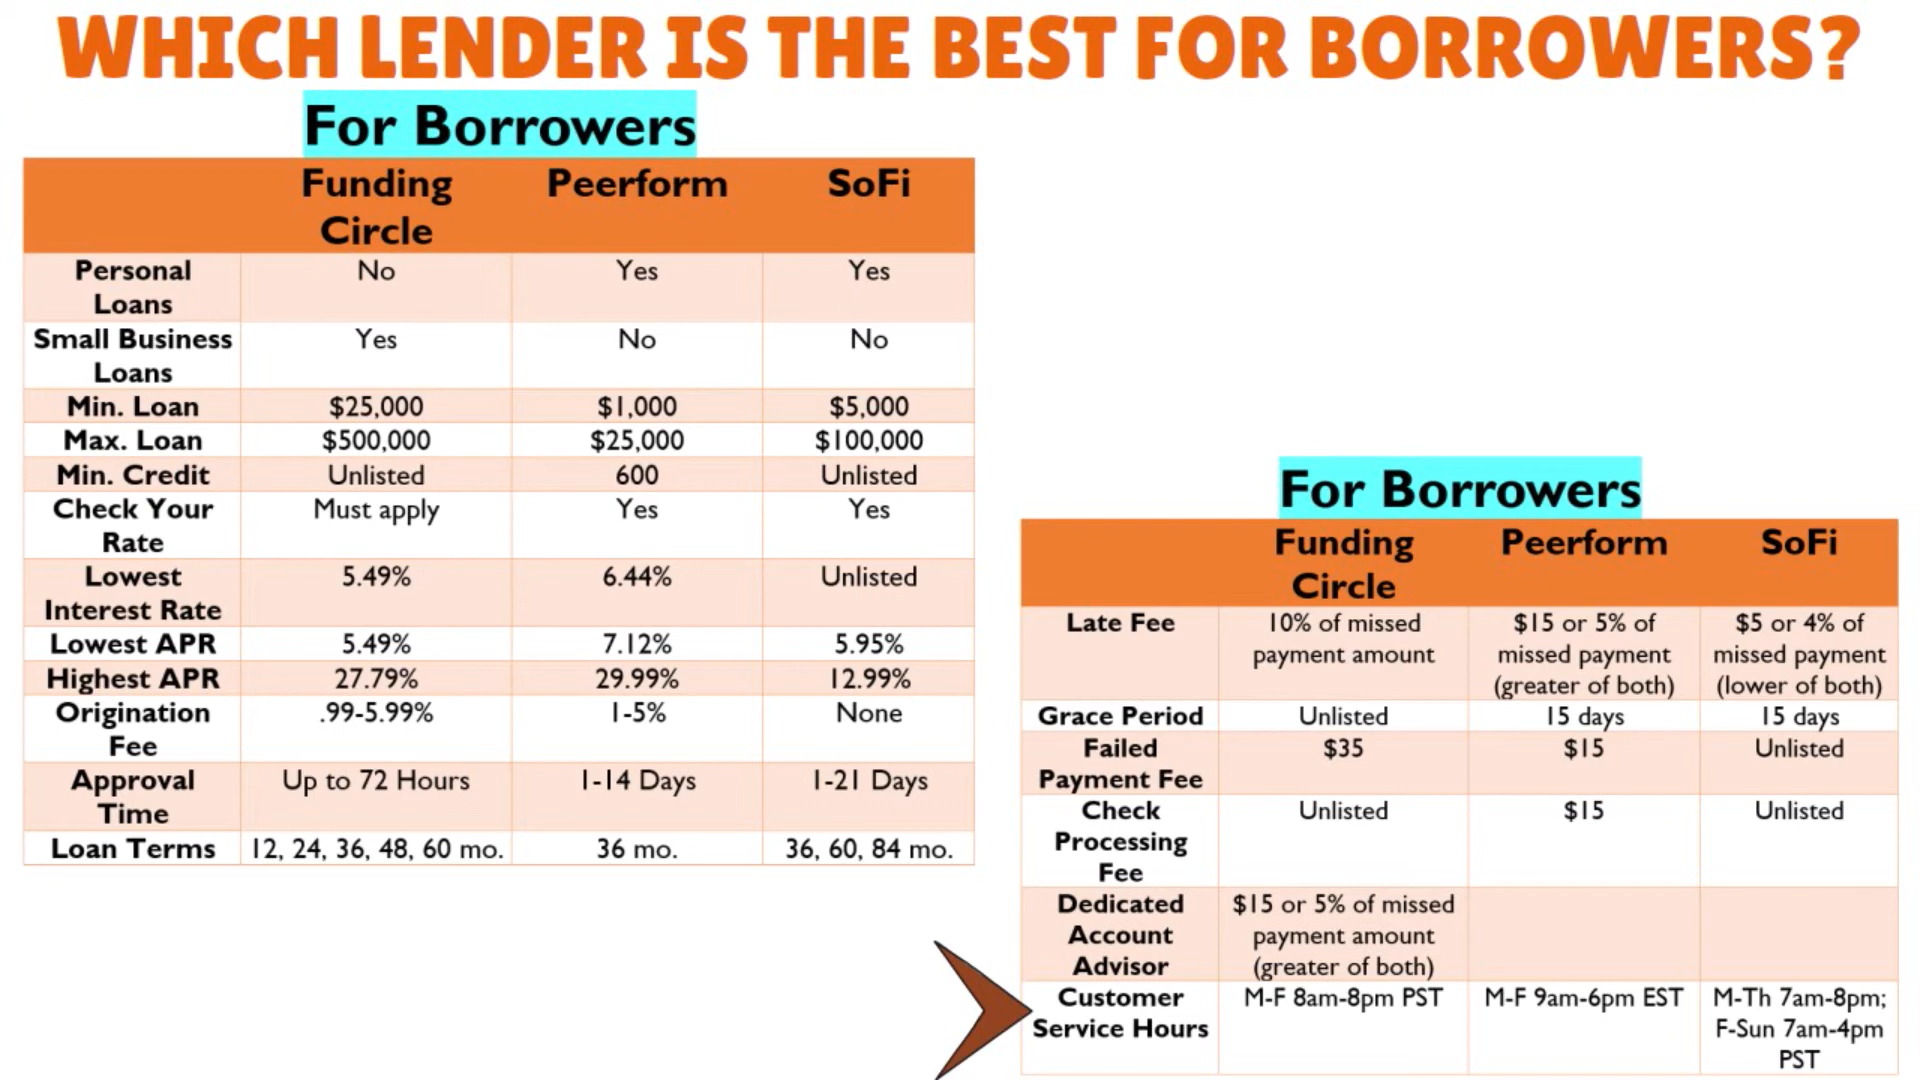 WHICH LENDER IS THE BEST FOR BORROWERS?
For Borrowers
Funding Circle Peerform SoFi
Personal Loans No Yes Yes
Small Business Loans Yes No No
Min. Loan $25,000 $1,000 $5,000
Max. Loan $500,000 $25,000 $100,000
Min. Credit Unlisted 600 Unlisted
Check Your Rate Must apply Yes Yes
Lowest Interest Rate 5.49% 6.44% Unlisted
Lowest APR 5.49% 7.12% 5.95%
Highest APR 27.79% 29.99% 12.99%
Origination Fee .99-5.99% 1-5% None
Approval Time Up to 72 Hours 1-14 Days 1-21 Days
Loan Terms 12, 24, 36, 48, 60 mo. 36 mo. 36, 60, 84 mo.
For Borrowers
Funding Circle Peerform SoFi
Late Fee 10% of missed payment amount $15 or 5% of missed payment (greater of both) $5 or 4% of missed payment (lower of both)
Grace Period Unlisted 15 days 15 days
Failed Payment Fee $35 $15 Unlisted
Check Processing Fee Unlisted $15 Unlisted
Dedicated Account Advisor $15 or 5% of missed payment amount (greater of both)
Customer Service Hours M-F 8am-8pm PST M-F 9am-6pm EST M-Th 7am-8pm; F-Sun 7am-4pm PST